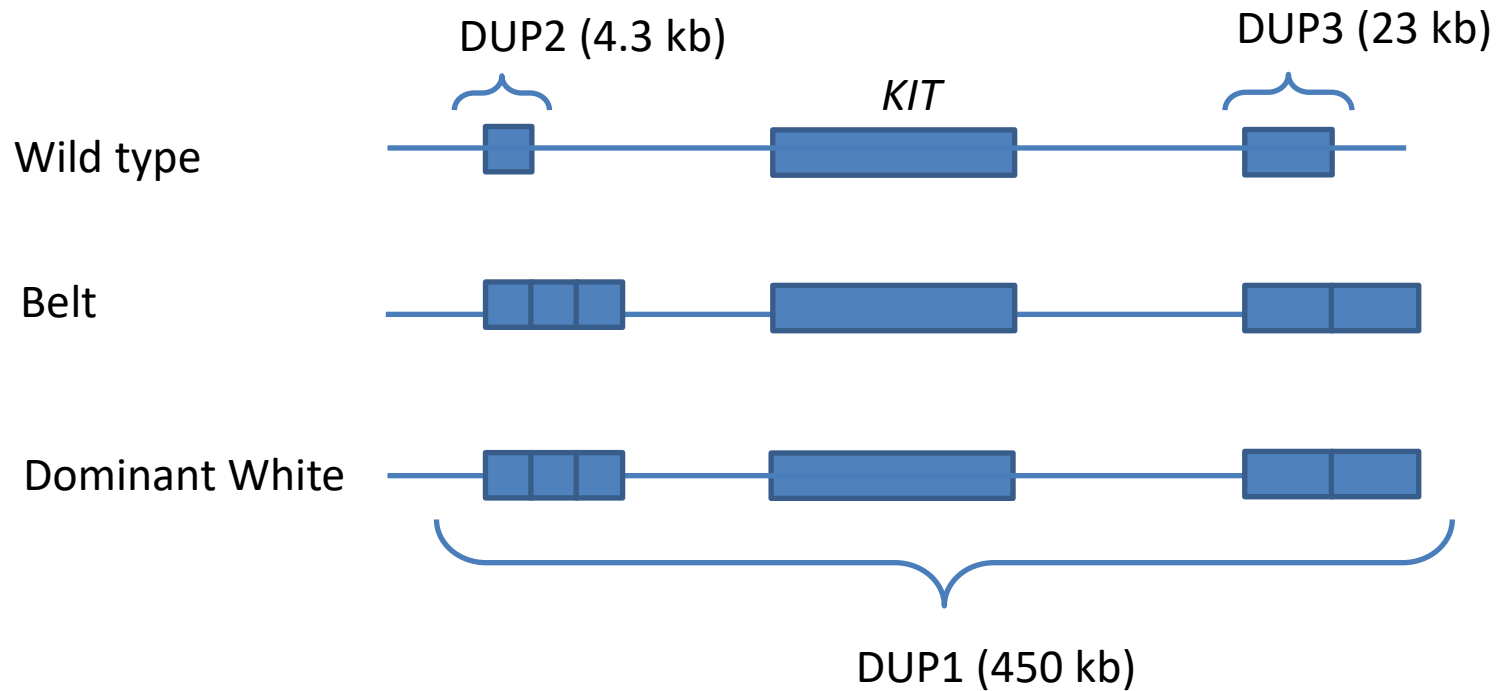 DUP2 (4.3 kb)
DUP3 (23 kb)
KIT
Wild type
Belt
Dominant White
DUP1 (450 kb)